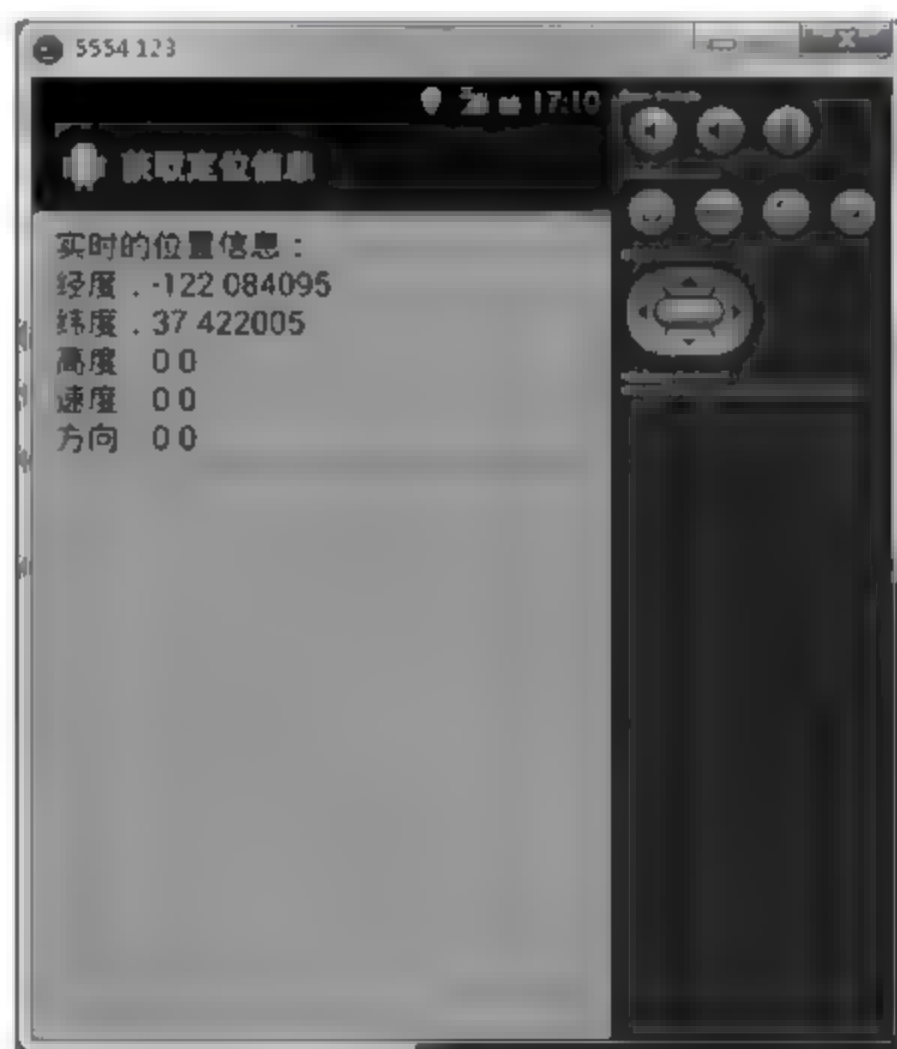 5554 123
17:10
获取定位信息
实时的位置信息：
经度：-122.084095
纬度：37.422005
高度 0.0
速度 0.0
方向 0.0